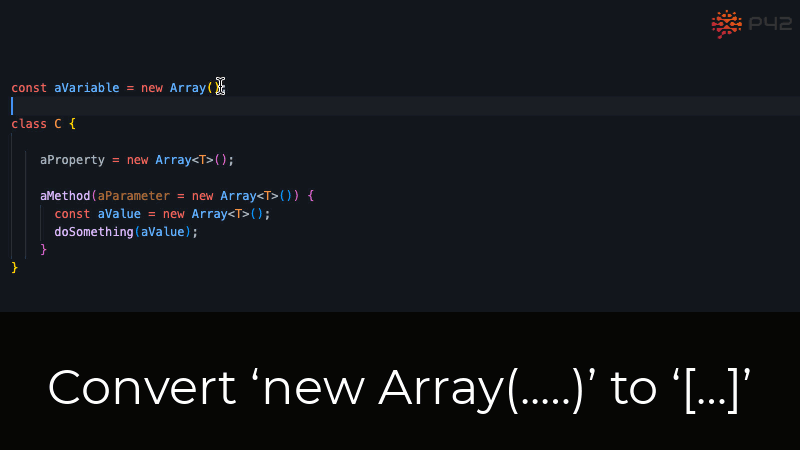 P42
const aVariable = new Array();
class C {
aProperty = new Array<T>();
aMethod(aParameter = new Array<T>()) {
const aValue = new Array<T>();
doSomething(aValue);
}
}
Convert ‘new Array(.....)’ to ‘[...]’